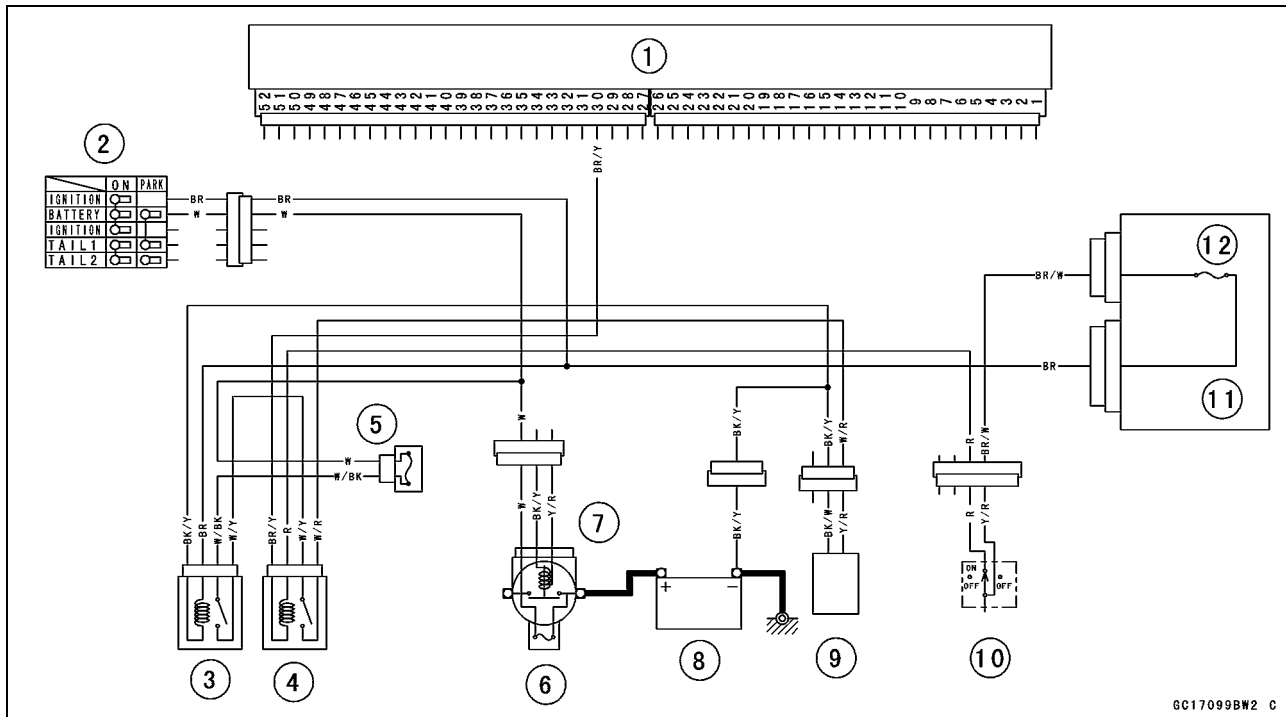 1
52 51 50 49 48 47 46 45 44 43 42 41 40 39 38 37 36 35 34 33 32 31 30 29 28 27 26 25 24 23 22 21 20 19 18 17 16 15 14 13 12 11 10 9 8 7 6 5 4 3 2 1
2
ON PARK
IGNITION
BATTERY
IGNITION
TAIL1
TAIL2
BR
W
BR
W
BR/Y
12
BR/W
BR
11
5
W
W/BK
W
BK/Y
BK/Y
W/R
R
BR/W
BK/Y
BR
W/BK
W/Y
BR/Y
R
W/Y
W/R
W
BK/Y
Y/R
7
BK/Y
BK/W
Y/R
R
Y/R
+
−
ON
OFF
OFF
3
4
6
8
9
10
GC17099BW2 C